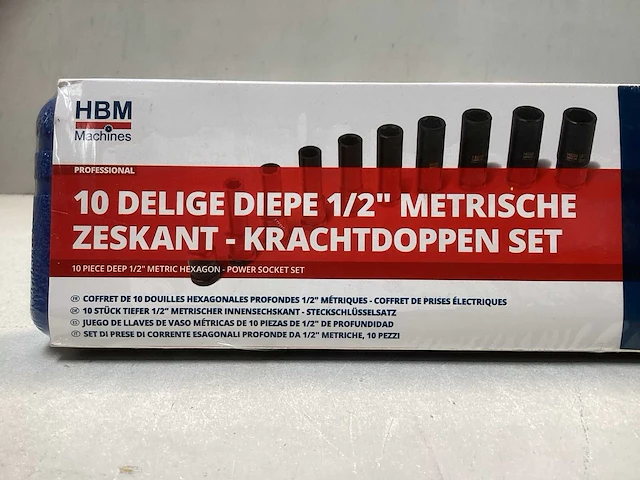 HBM
Machines
PROFESSIONAL
10 DELIGE DIEPE 1/2" METRISCHE
ZESKANT - KRACHTDOPPEN SET
10 PIECE DEEP 1/2" METRIC HEXAGON - POWER SOCKET SET
COFFRET DE 10 DOUILLES HEXAGONALES PROFONDES 1/2" MÉTRIQUES - COFFRET DE PRISES ÉLECTRIQUES
10 STÜCK TIEFER 1/2" METRISCHER INNENSECHSKANT - STECKSCHLÜSSELSATZ
JUEGO DE LLAVES DE VASO MÉTRICAS DE 10 PIEZAS DE 1/2" DE PROFUNDIDAD
SET DI PRESE DI CORRENTE ESAGONALI PROFONDE DA 1/2" METRICHE, 10 PEZZI